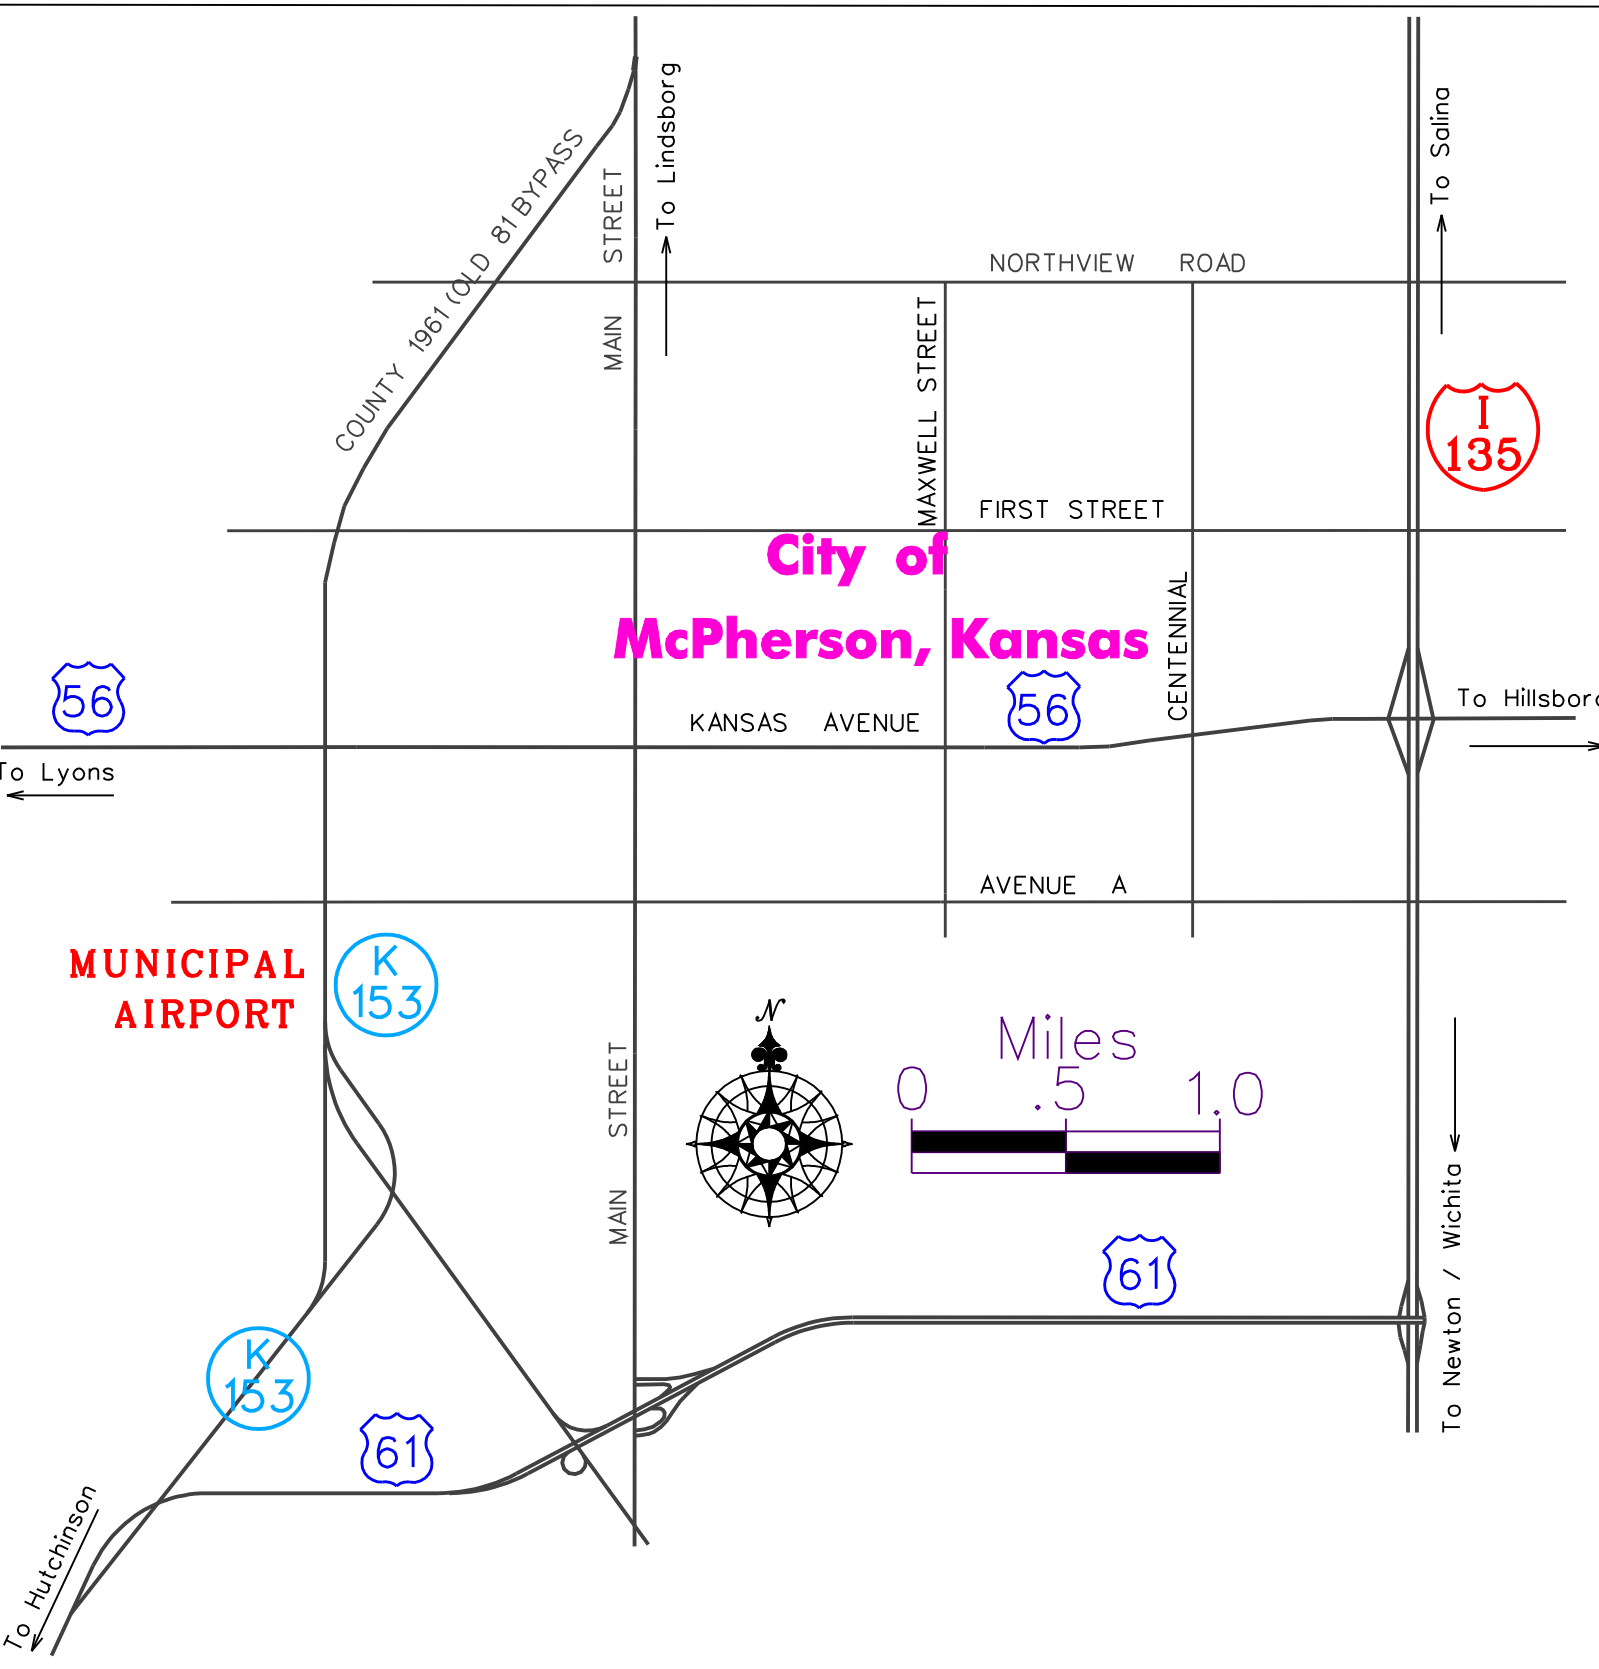 To Lindsborg
To Salina
COUNTY 1961 (OLD 81 BYPASS
MAIN STREET
NORTHVIEW ROAD
MAXWELL STREET
I
135
FIRST STREET
City of
McPherson, Kansas
CENTENNIAL
56
56
KANSAS AVENUE
To Hillsboro
To Lyons
AVENUE A
MUNICIPAL
AIRPORT
K
153
N
Miles
0 .5 1.0
MAIN STREET
To Newton / Wichita
61
K
153
61
To Hutchinson